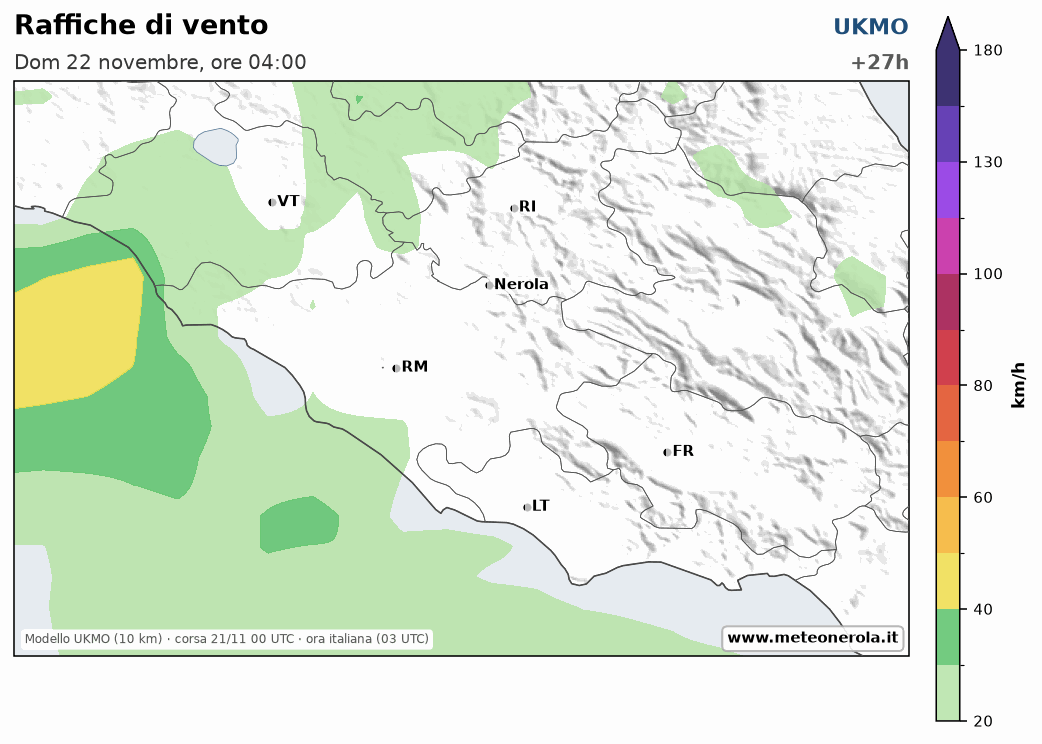 Raffiche di vento
UKMO
Dom 22 novembre, ore 04:00
+27h
180
130
100
80
60
40
20
km/h
VT
RI
Nerola
RM
FR
LT
Modello UKMO (10 km) · corsa 21/11 00 UTC · ora italiana (03 UTC)
www.meteonerola.it